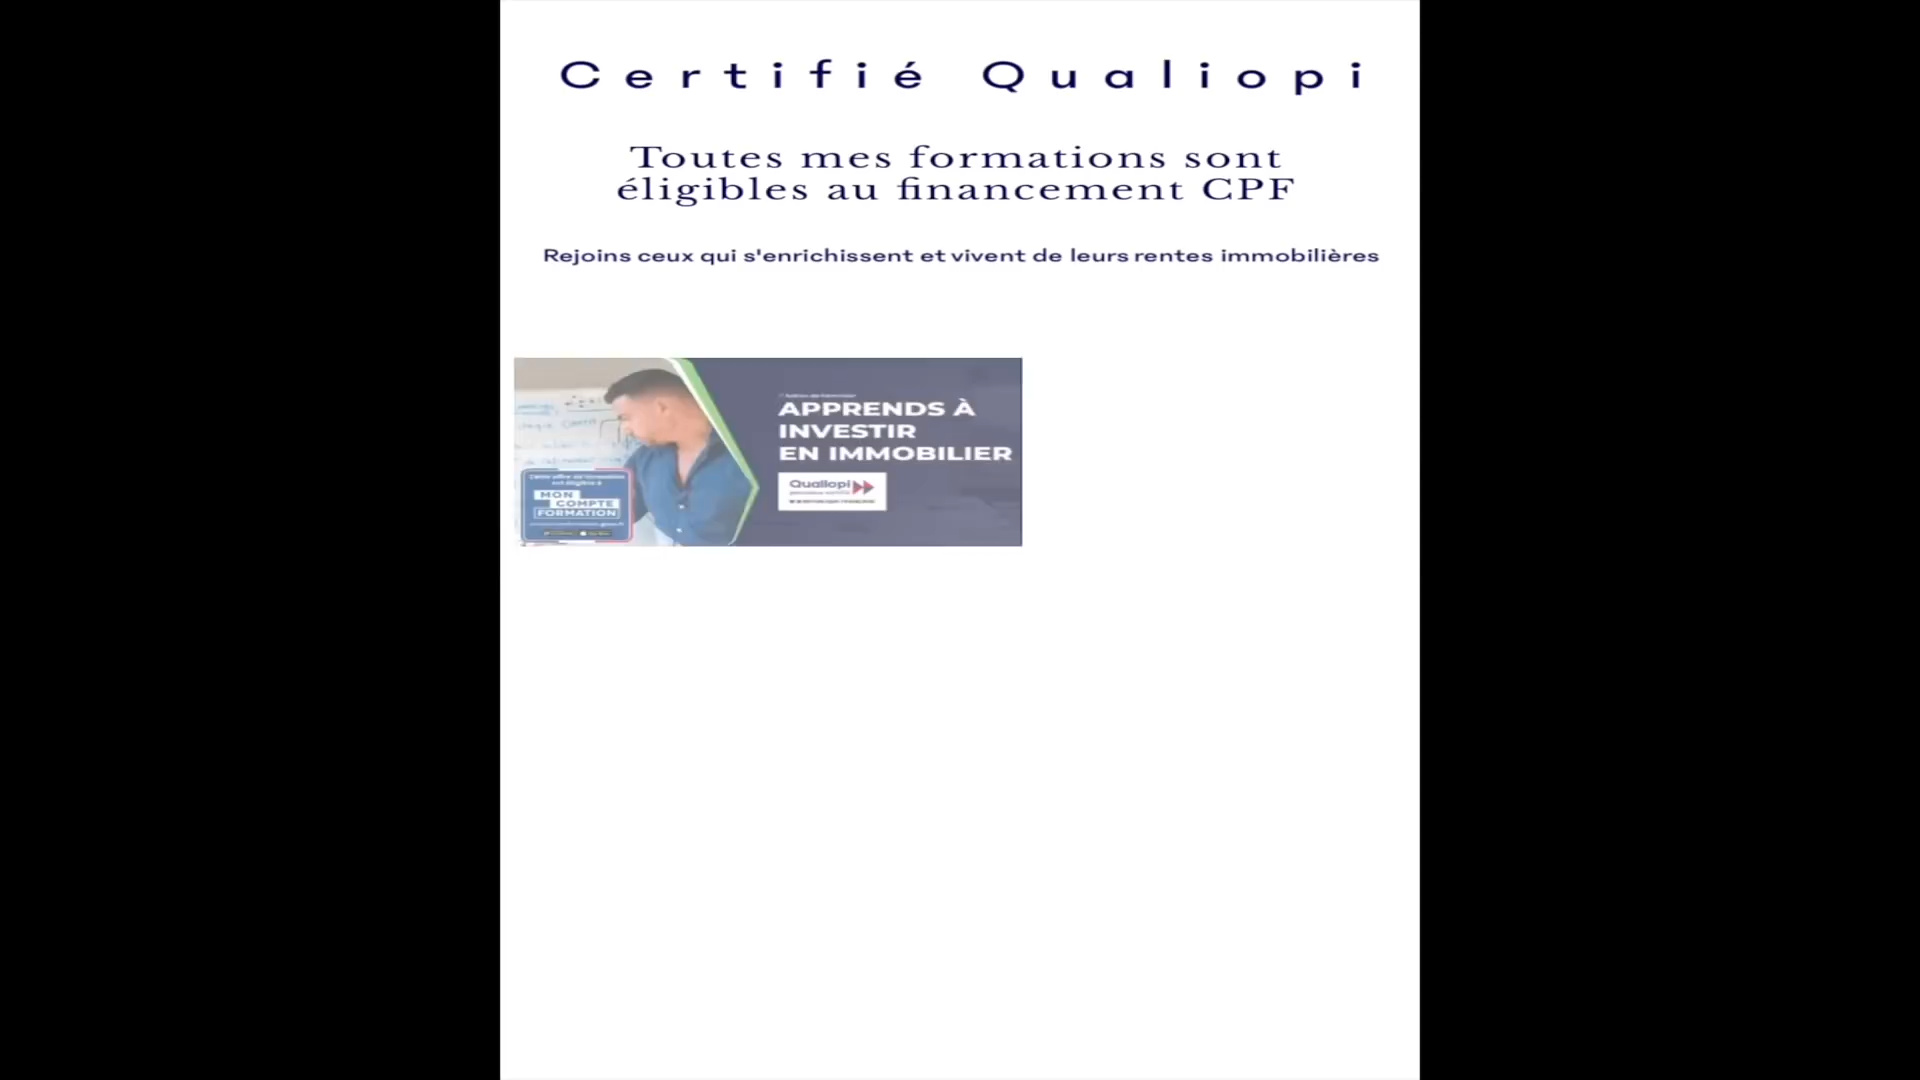 Certifié Qualiopi
Toutes mes formations sont
éligibles au financement CPF
Rejoins ceux qui s'enrichissent et vivent de leurs rentes immobilières
APPRENDS À
INVESTIR
EN IMMOBILIER
Qualiopi
MON
COMPTE
FORMATION